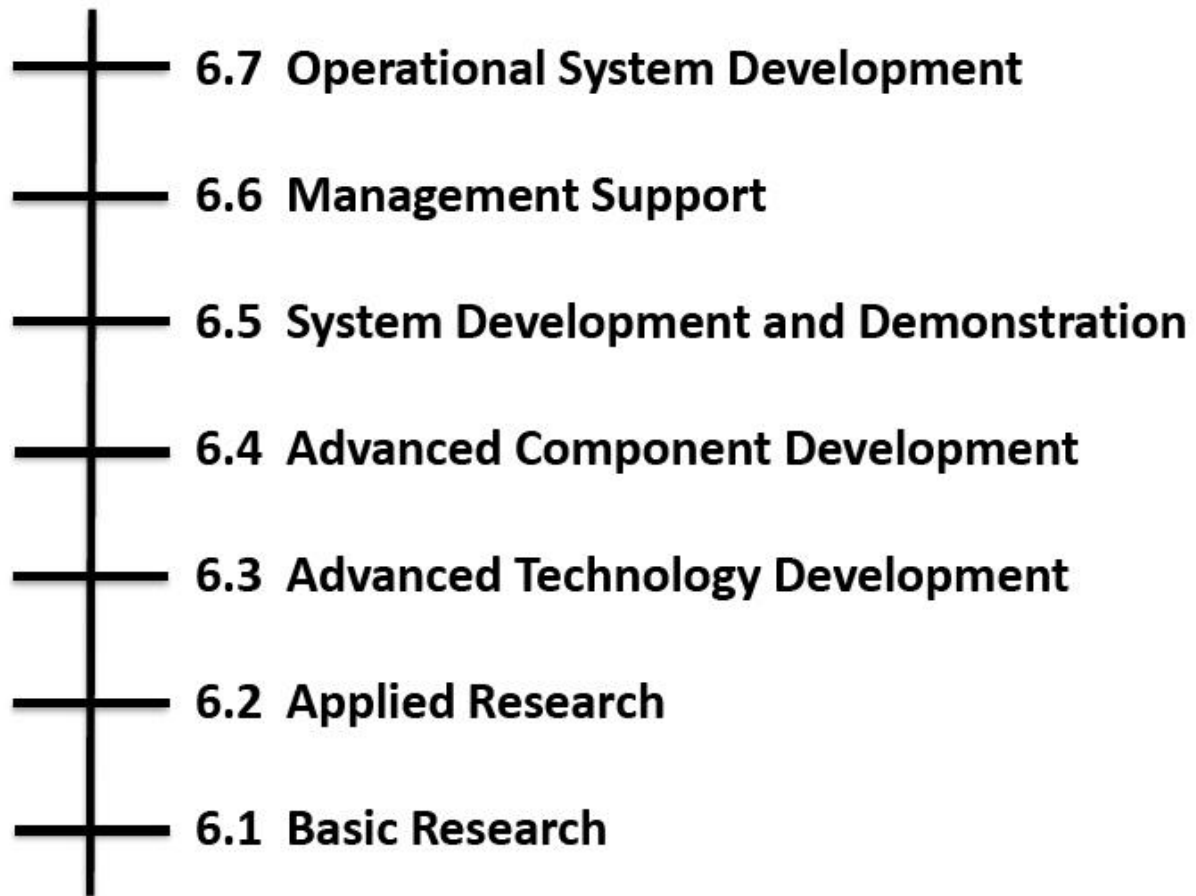 6.7 Operational System Development
6.6 Management Support
6.5 System Development and Demonstration
6.4 Advanced Component Development
6.3 Advanced Technology Development
6.2 Applied Research
6.1 Basic Research